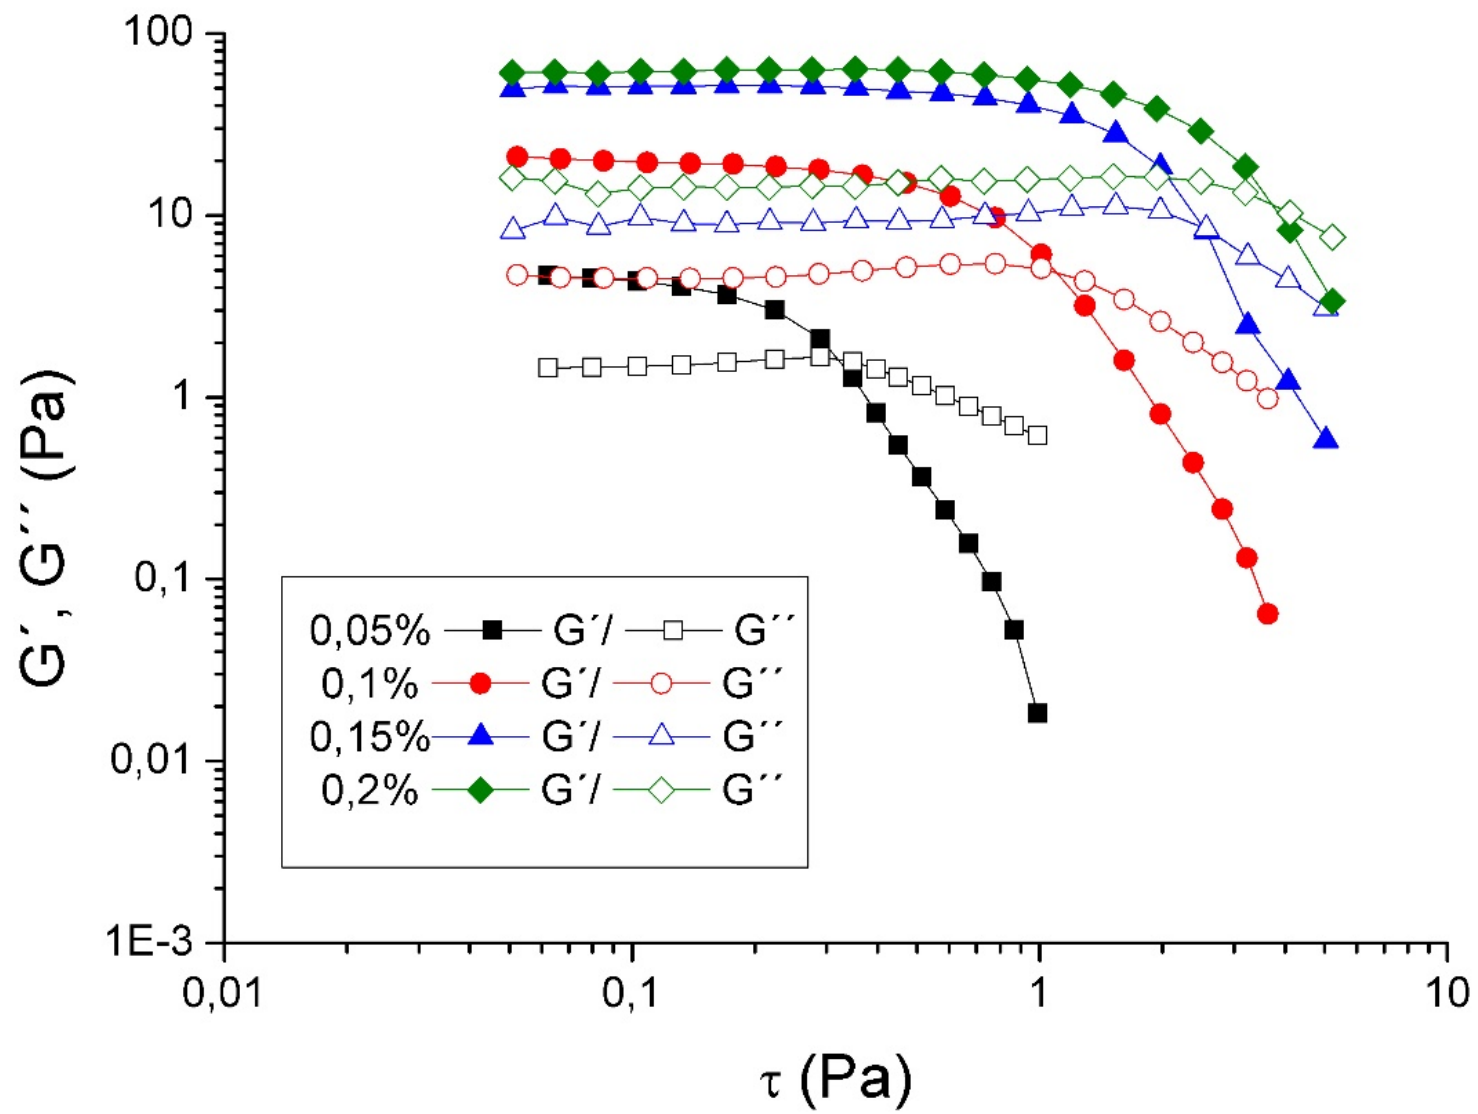 100
10
1
0,1
0,01
1E-3
G´, G´´ (Pa)
0,05% G´/ G´´
0,1% G´/ G´´
0,15% G´/ G´´
0,2% G´/ G´´
0,01 0,1 1 10
τ (Pa)